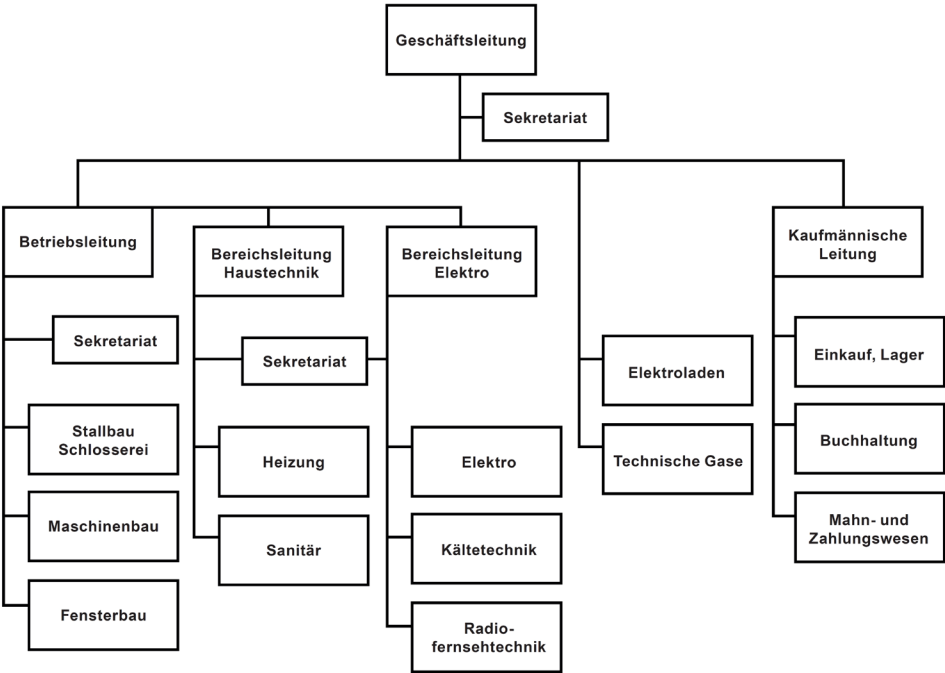 Geschäftsleitung
Sekretariat
Betriebsleitung
Bereichsleitung
Haustechnik
Bereichsleitung
Elektro
Kaufmännische
Leitung
Sekretariat
Sekretariat
Elektroladen
Einkauf, Lager
Stallbau
Schlosserei
Heizung
Elektro
Technische Gase
Buchhaltung
Maschinenbau
Sanitär
Kältetechnik
Mahn- und
Zahlungswesen
Fensterbau
Radio-
fernsehtechnik